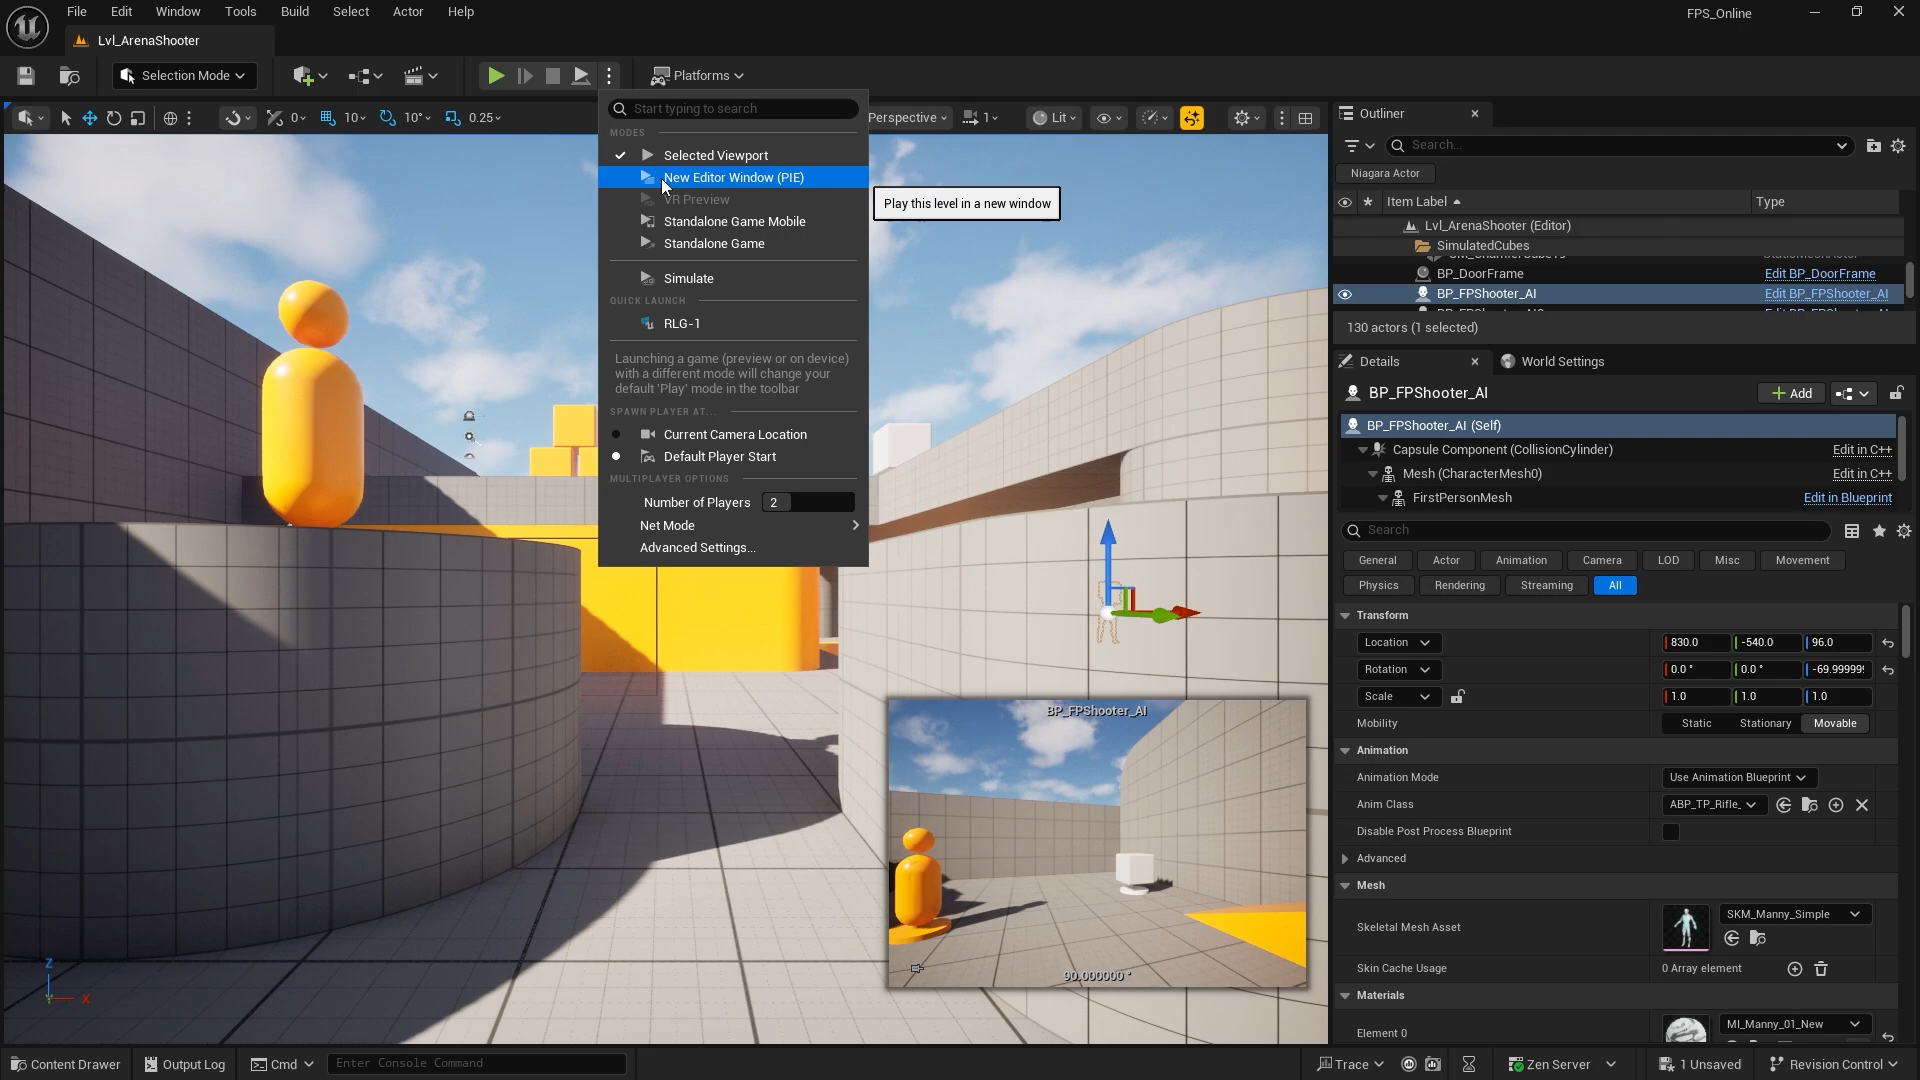 File Edit Window Tools Build Select Actor Help
FPS_Online
Lvl_ArenaShooter
Selection Mode
Platforms
0 10 10° 0.25
Perspective 1 Lit
Start typing to search
MODES
Selected Viewport
New Editor Window (PIE)
VR Preview
Standalone Game Mobile
Standalone Game
Simulate
QUICK LAUNCH
RLG-1
Launching a game (preview or on device)
with a different mode will change your
default 'Play' mode in the toolbar
SPAWN PLAYER AT...
Current Camera Location
Default Player Start
MULTIPLAYER OPTIONS
Number of Players 2
Net Mode
Advanced Settings...
Play this level in a new window
BP_FPShooter_AI
90.000000 °
Z
Y X
Outliner
Search...
Niagara Actor
Item Label Type
Lvl_ArenaShooter (Editor)
SimulatedCubes
BP_DoorFrame Edit BP_DoorFrame
BP_FPShooter_AI Edit BP_FPShooter_AI
130 actors (1 selected)
Details World Settings
BP_FPShooter_AI Add
BP_FPShooter_AI (Self)
Capsule Component (CollisionCylinder) Edit in C++
Mesh (CharacterMesh0) Edit in C++
FirstPersonMesh Edit in Blueprint
Search
General Actor Animation Camera LOD Misc Movement
Physics Rendering Streaming All
Transform
Location 830.0 -540.0 96.0
Rotation 0.0 ° 0.0 ° -69.999999
Scale 1.0 1.0 1.0
Mobility Static Stationary Movable
Animation
Animation Mode Use Animation Blueprint
Anim Class ABP_TP_Rifle_
Disable Post Process Blueprint
Advanced
Mesh
Skeletal Mesh Asset SKM_Manny_Simple
Skin Cache Usage 0 Array element
Materials
Element 0 MI_Manny_01_New
Content Drawer Output Log Cmd Enter Console Command
Trace Zen Server 1 Unsaved Revision Control